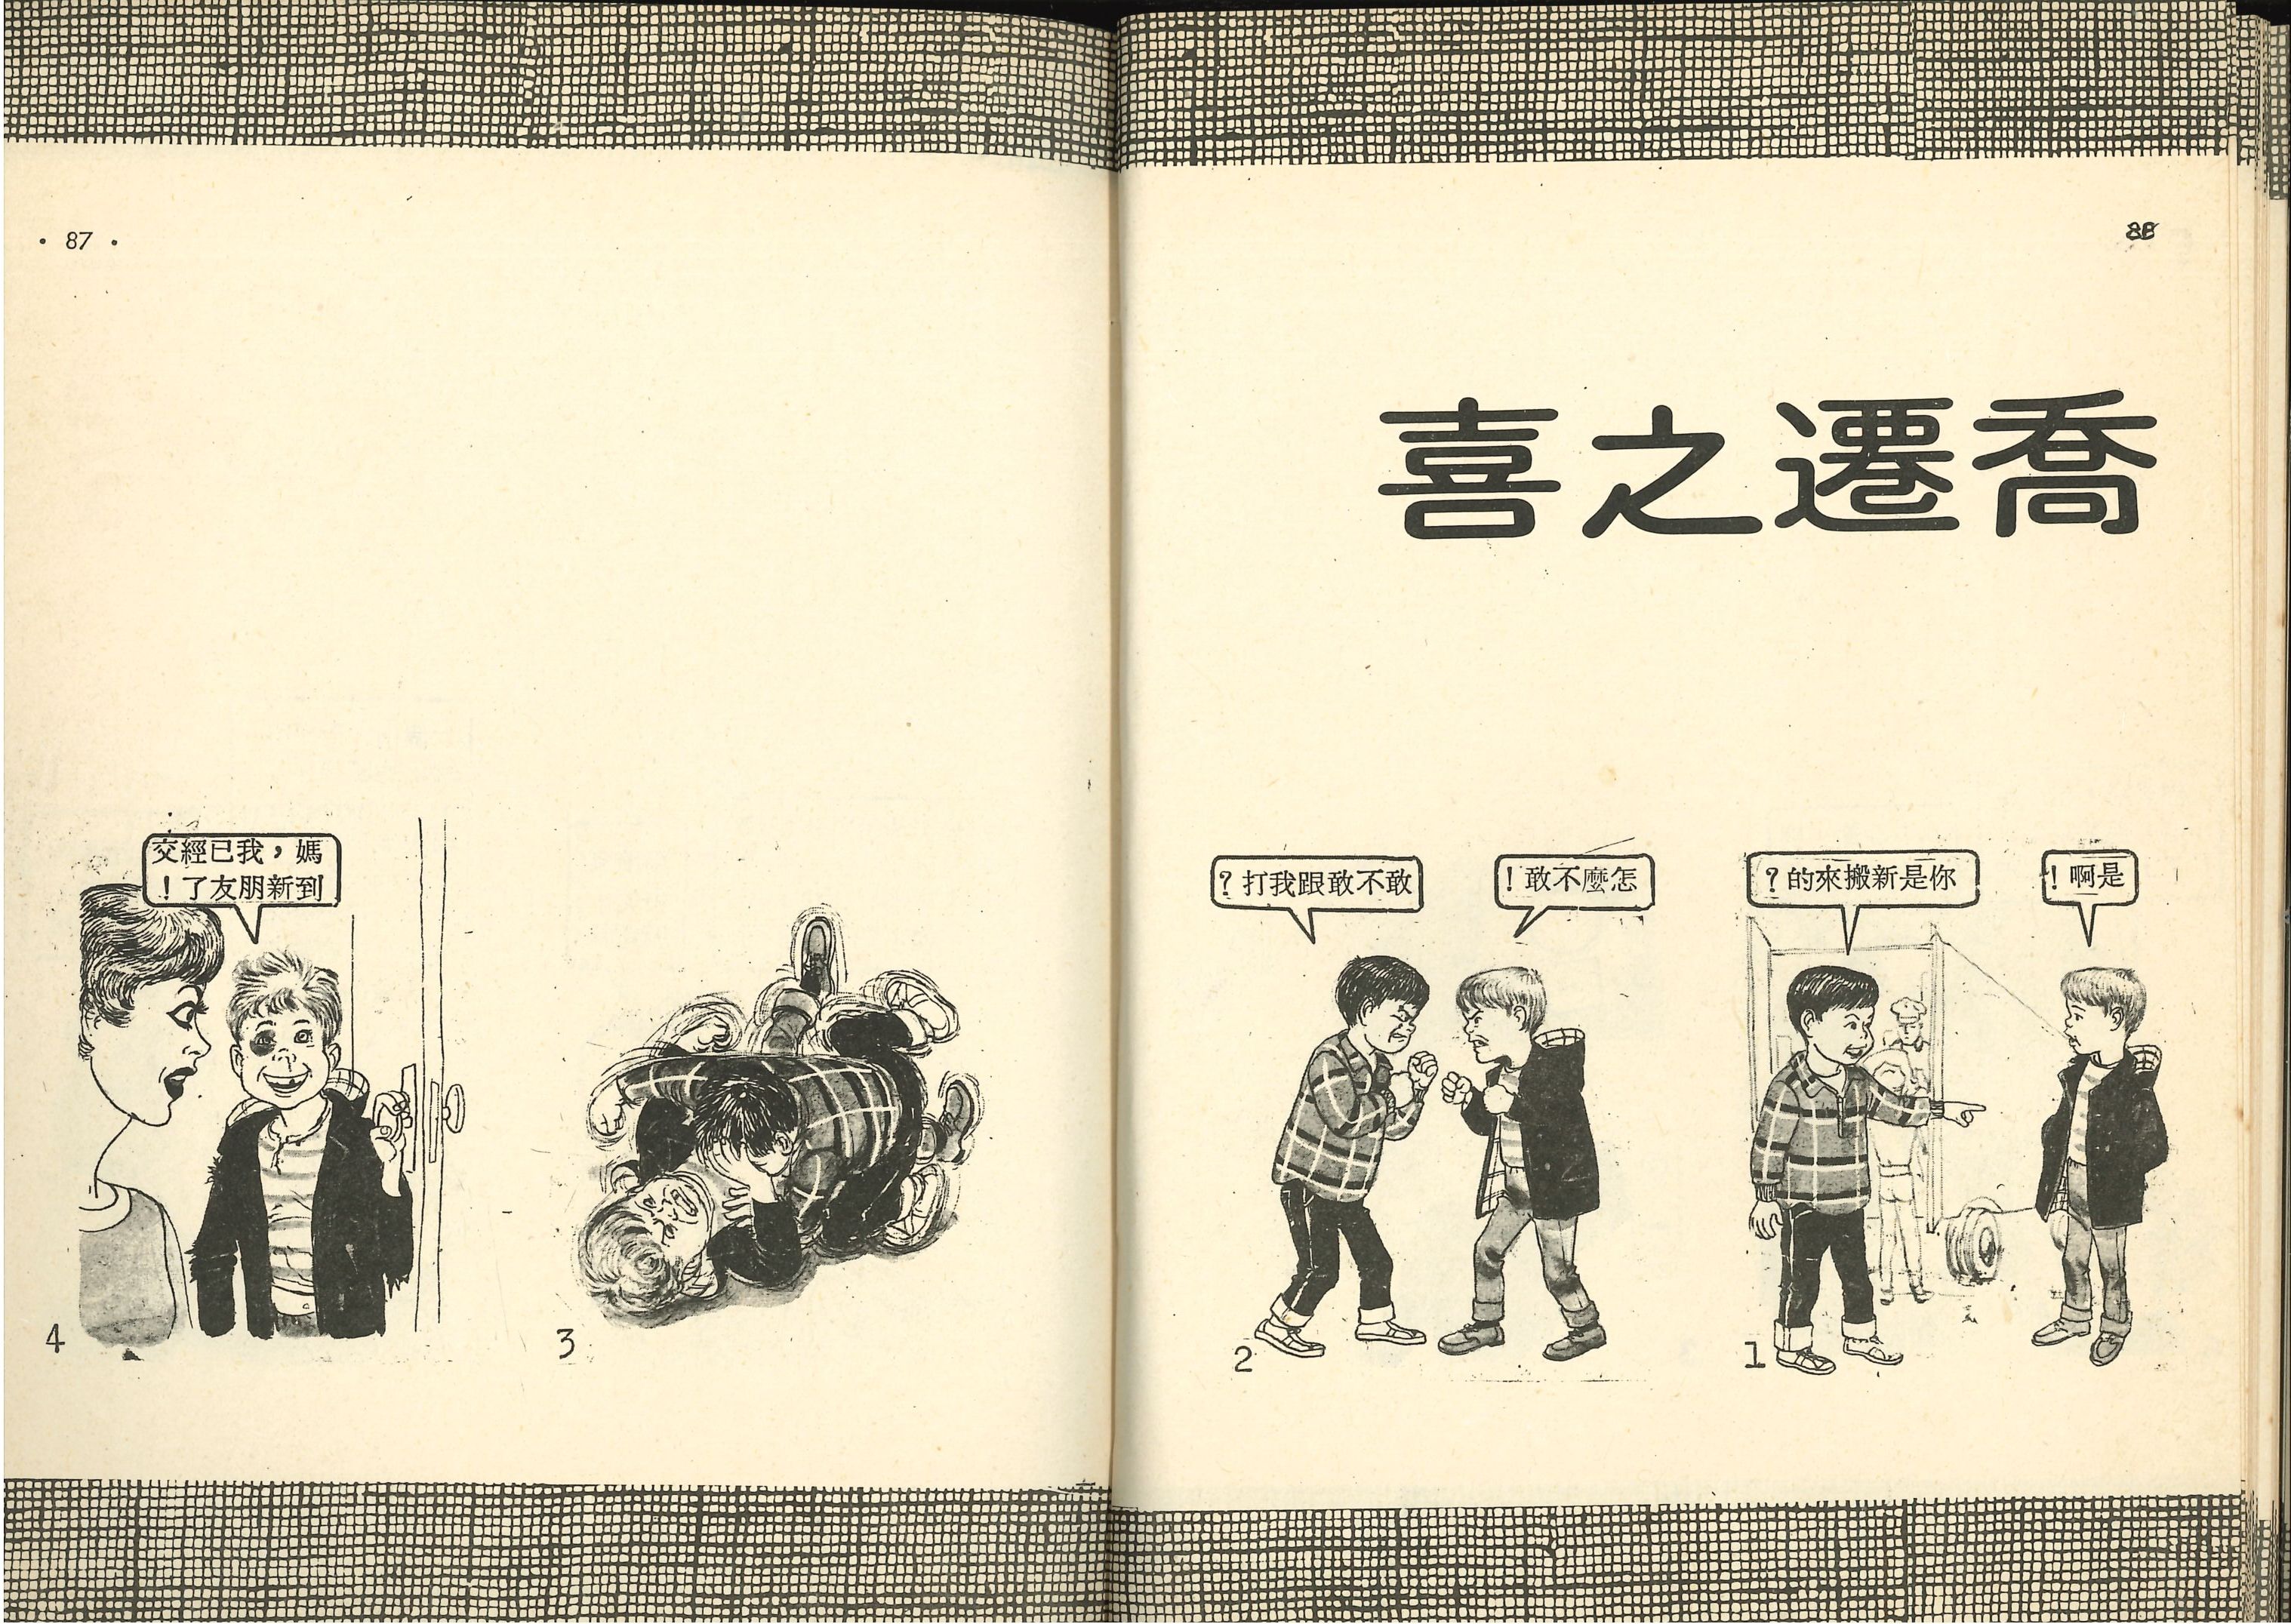 喬遷之喜
你是新搬來的?
是啊!
1
敢不敢跟我打?
怎麼不敢!
2
3
媽，我已經交
到新朋友了!
4
• 87 •